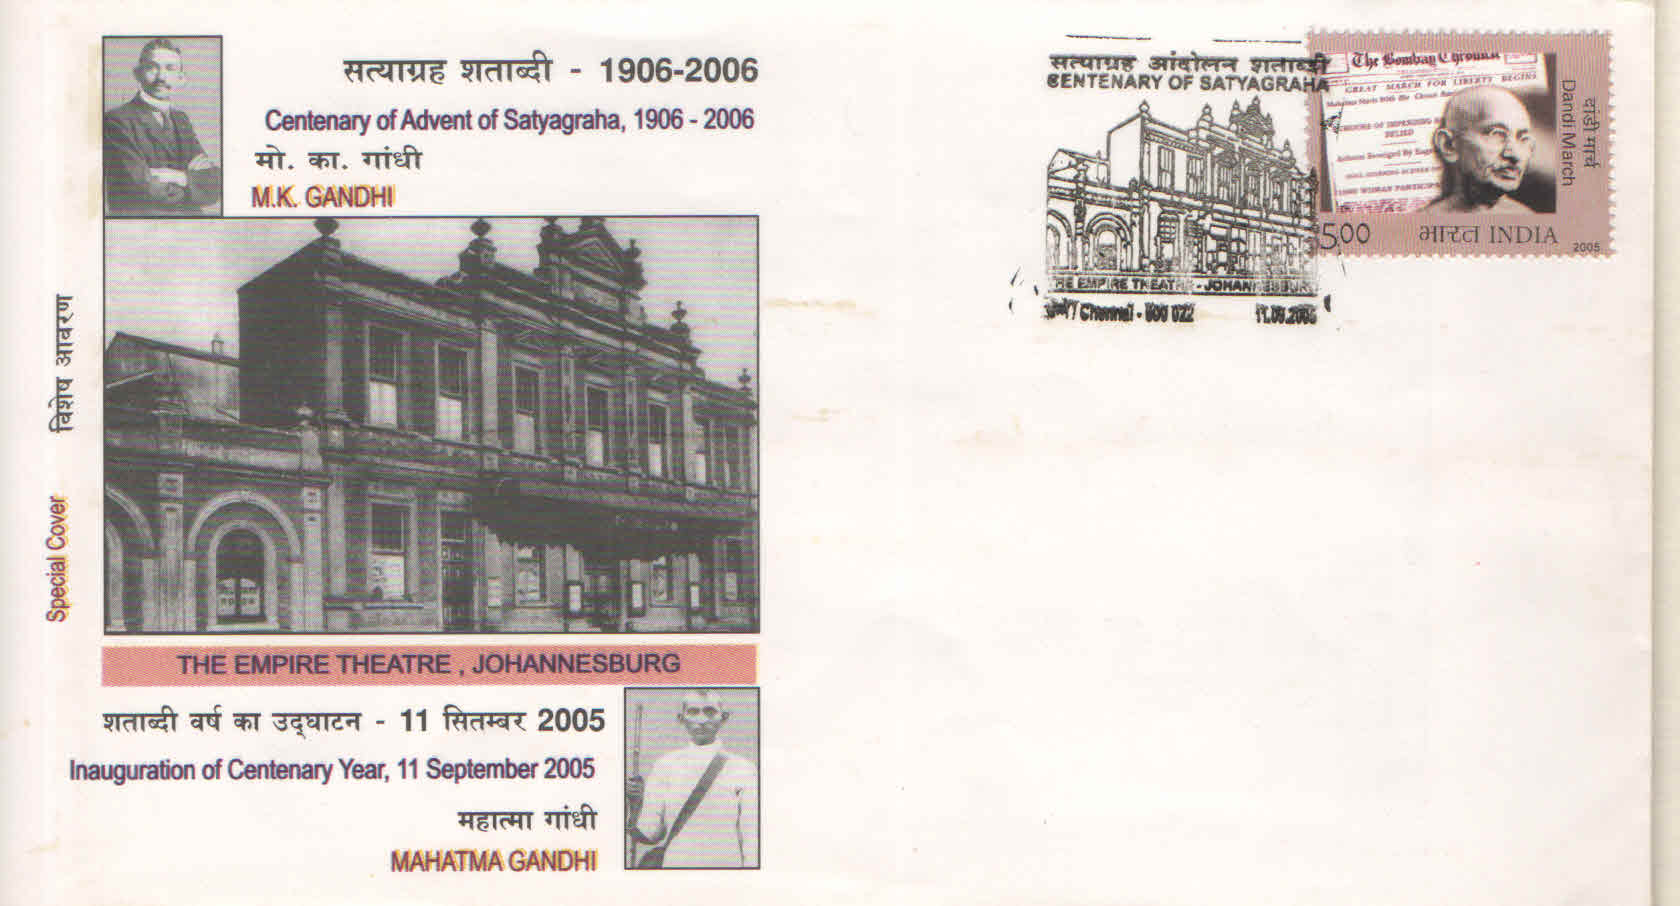 सत्याग्रह शताब्दी - 1906-2006
Centenary of Advent of Satyagraha, 1906 - 2006
मो. का. गांधी
M.K. GANDHI
विशेष आवरण
Special Cover
THE EMPIRE THEATRE , JOHANNESBURG
शताब्दी वर्ष का उद्घाटन - 11 सितम्बर 2005
Inauguration of Centenary Year, 11 September 2005
महात्मा गांधी
MAHATMA GANDHI
सत्याग्रह आंदोलन शताब्दी
CENTENARY OF SATYAGRAHA
THE EMPIRE THEATRE - JOHANNESBURG
Chennai - 600 022
The Bombay Chronicle
GREAT MARCH FOR LIBERTY BEGINS
दांडी मार्च
Dandi March
5.00
भारत INDIA
2005